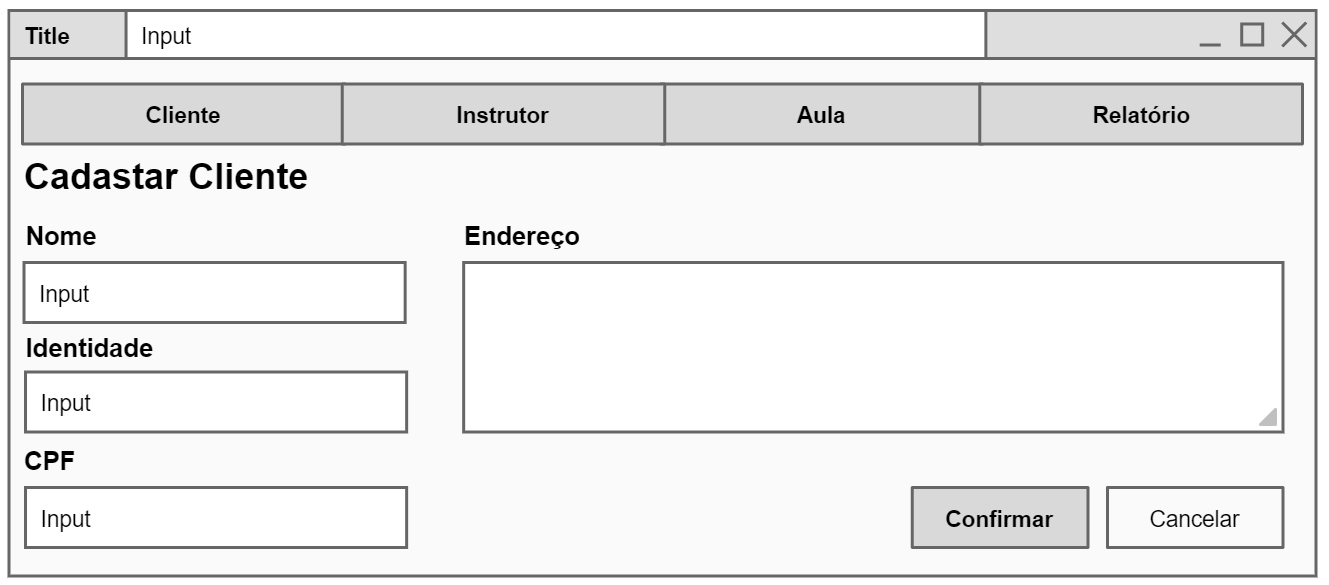 Title Input
Cliente Instrutor Aula Relatório
Cadastar Cliente
Nome Endereço
Input
Identidade
Input
CPF
Input Confirmar Cancelar